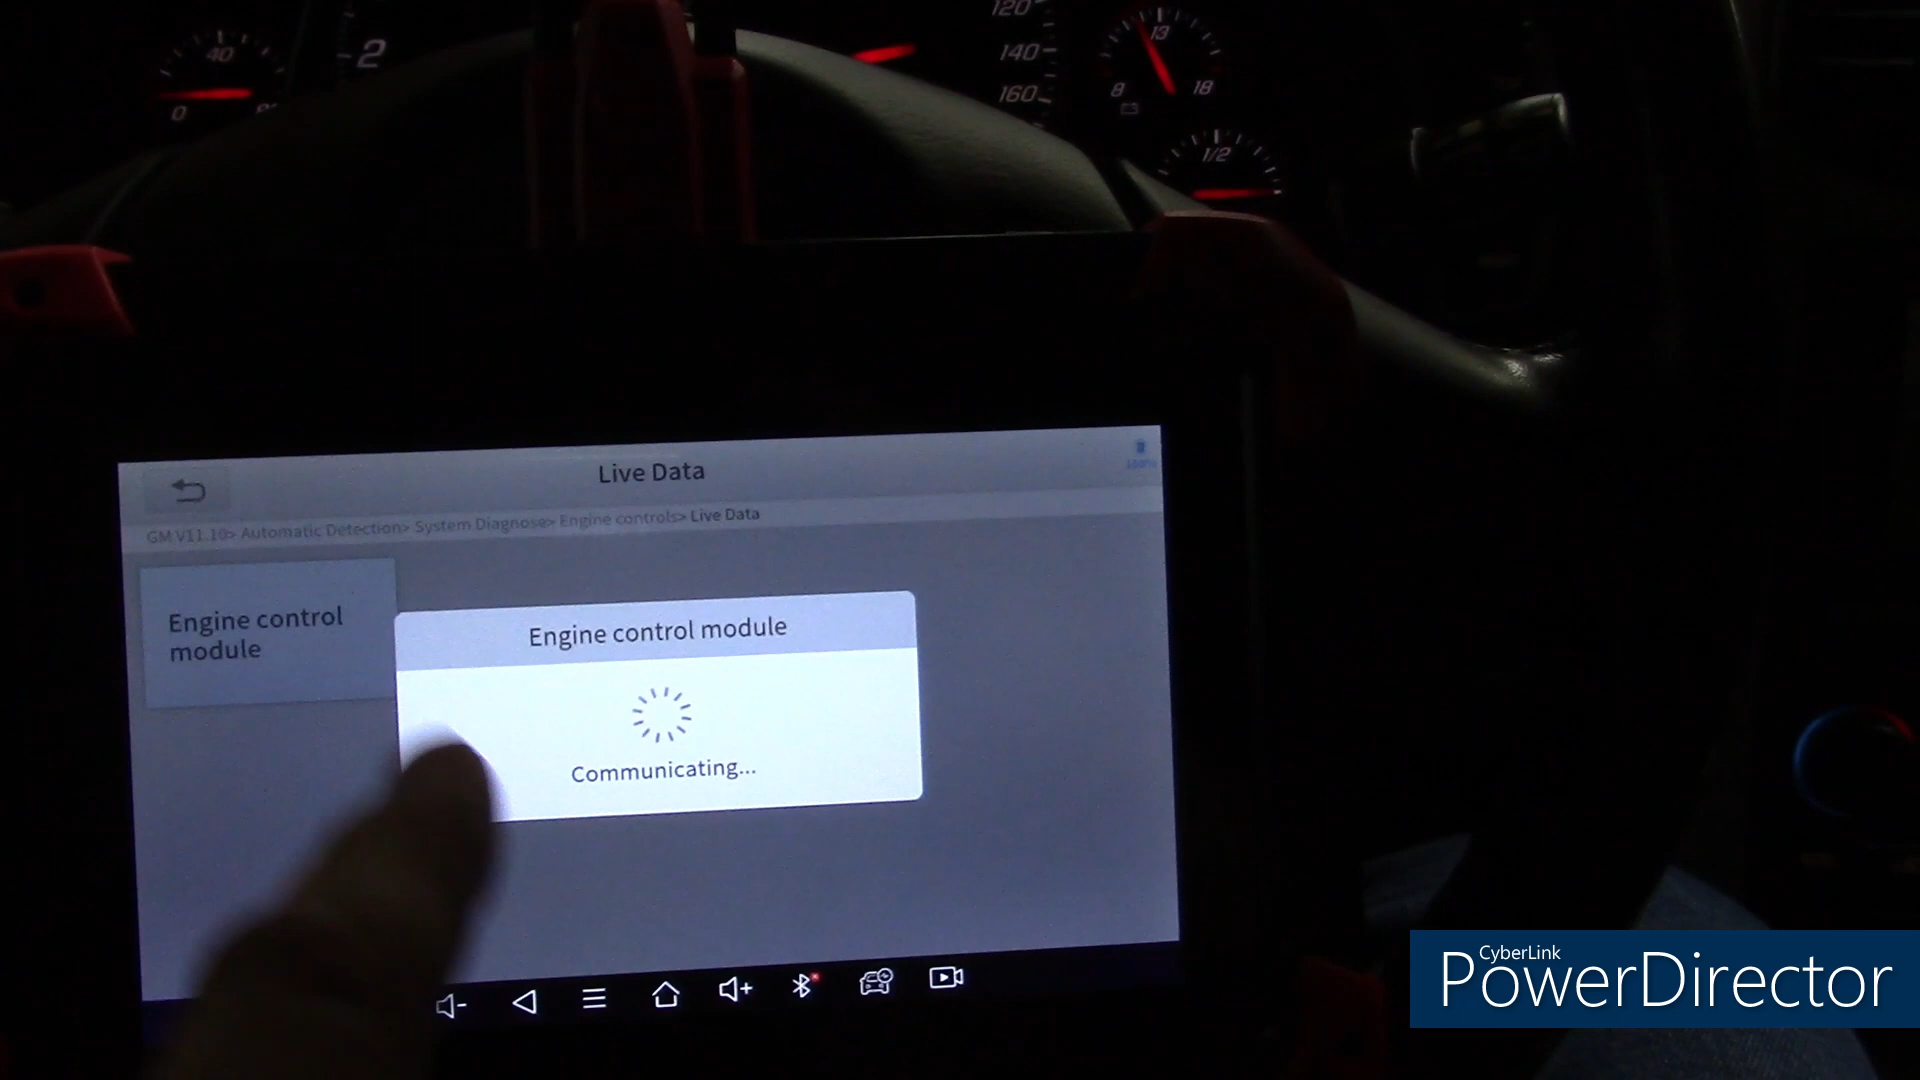 120
40
2
140
13
0
160
8
18
1/2
Live Data
GM V11.10> Automatic Detection> System Diagnose> Engine controls> Live Data
Engine control
module
Engine control module
Communicating...
CyberLink
PowerDirector